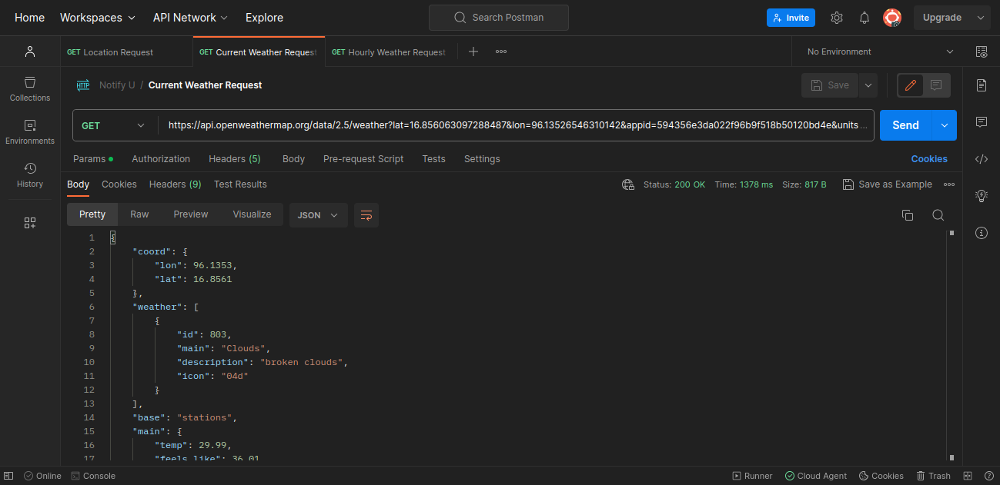 Home Workspaces API Network Explore Search Postman Invite Upgrade
GET Location Request GET Current Weather Request GET Hourly Weather Request No Environment
HTTP Notify U / Current Weather Request Save
GET https://api.openweathermap.org/data/2.5/weather?lat=16.856063097288487&lon=96.13526546310142&appid=594356e3da022f96b9f518b50120bd4e&units ... Send
Params Authorization Headers (5) Body Pre-request Script Tests Settings Cookies
Body Cookies Headers (9) Test Results Status: 200 OK Time: 1378 ms Size: 817 B Save as Example
Pretty Raw Preview Visualize JSON
Collections
Environments
History
1 {
2 "coord": {
3 "lon": 96.1353,
4 "lat": 16.8561
5 },
6 "weather": [
7 {
8 "id": 803,
9 "main": "Clouds",
10 "description": "broken clouds",
11 "icon": "04d"
12 }
13 ],
14 "base": "stations",
15 "main": {
16 "temp": 29.99,
17 "feels_like": 36.01
Online Console Runner Cloud Agent Cookies Trash